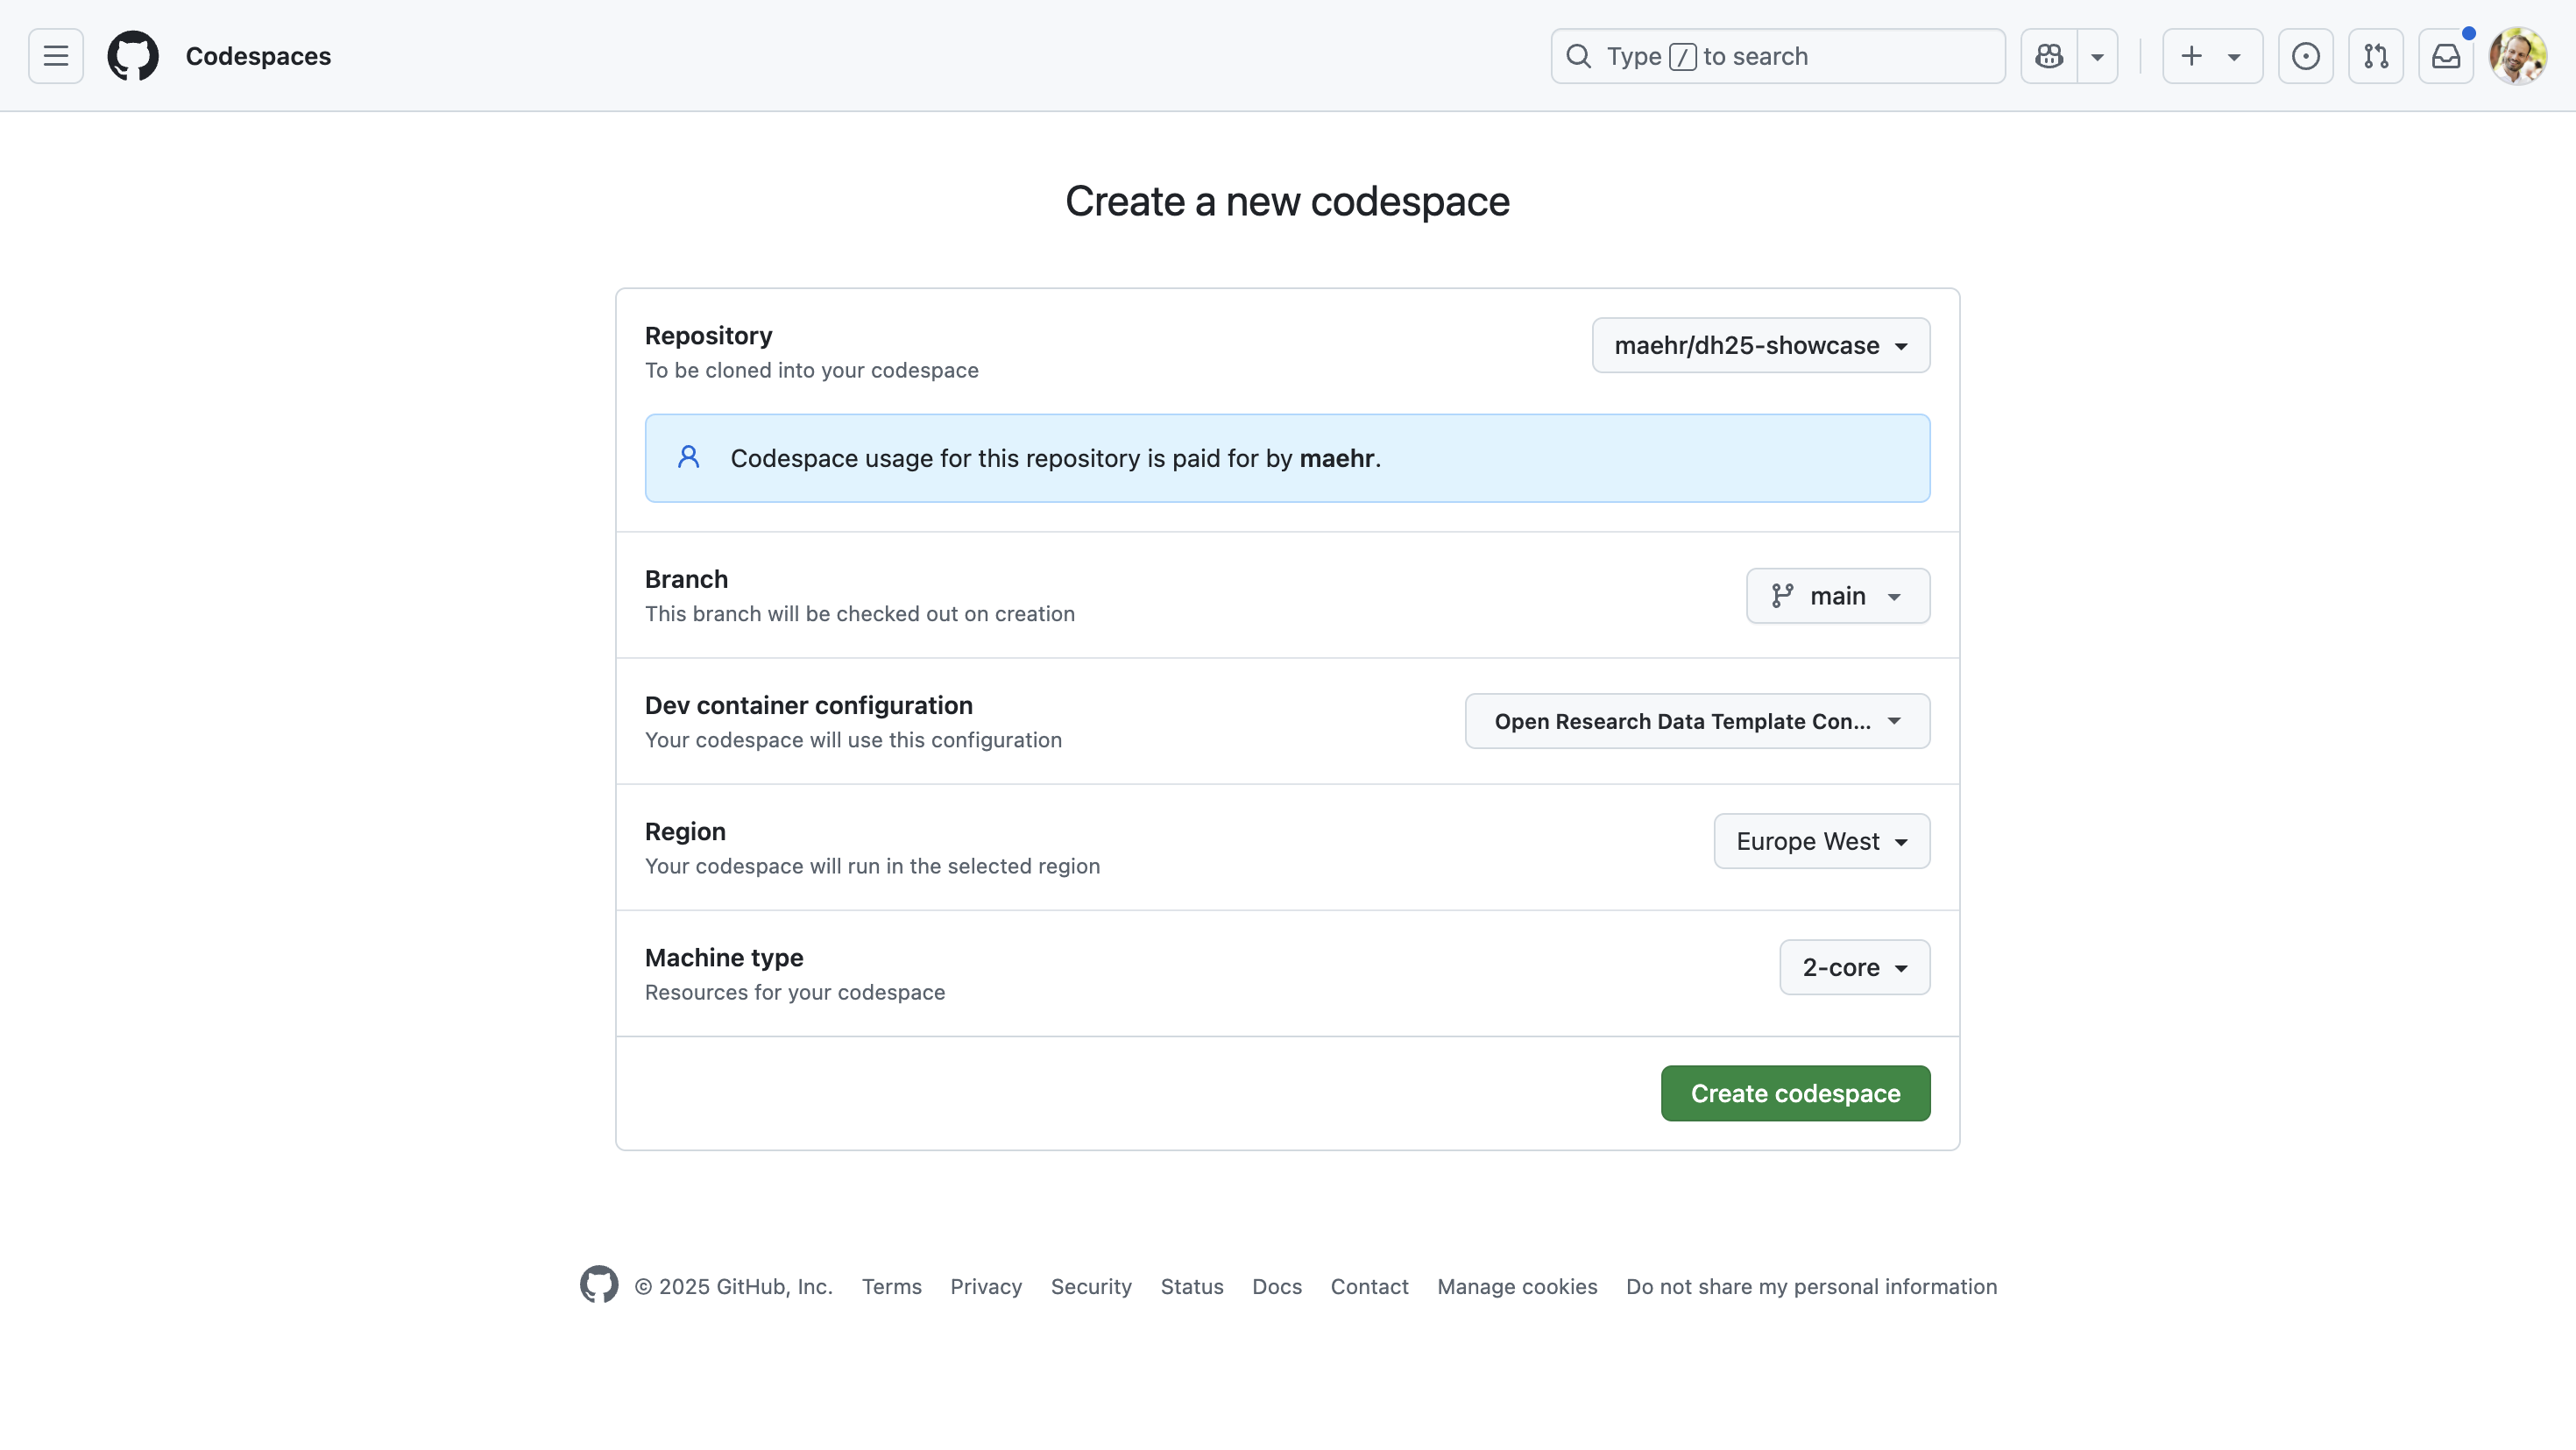 Codespaces
Type / to search
Create a new codespace
Repository
To be cloned into your codespace
maehr/dh25-showcase
Codespace usage for this repository is paid for by maehr.
Branch
This branch will be checked out on creation
main
Dev container configuration
Your codespace will use this configuration
Open Research Data Template Con...
Region
Your codespace will run in the selected region
Europe West
Machine type
Resources for your codespace
2-core
Create codespace
© 2025 GitHub, Inc. Terms Privacy Security Status Docs Contact Manage cookies Do not share my personal information